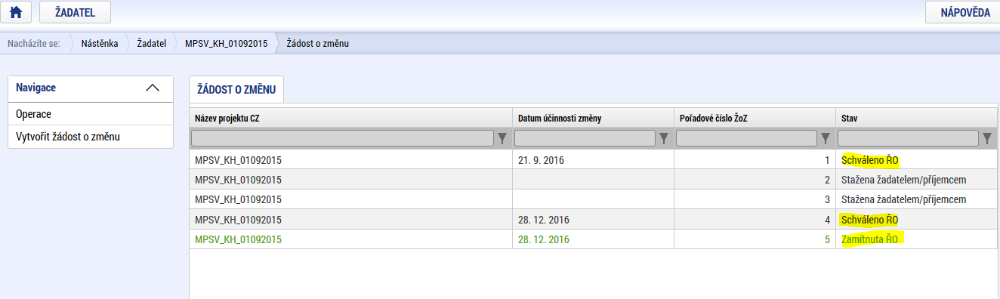 ŽADATEL NÁPOVĚDA
Nacházíte se: Nástěnka Žadatel MPSV_KH_01092015 Žádost o změnu
Navigace
Operace
Vytvořit žádost o změnu
ŽÁDOST O ZMĚNU
Název projektu CZ Datum účinnosti změny Pořadové číslo ŽoZ Stav
MPSV_KH_01092015 21. 9. 2016 1 Schváleno ŘO
MPSV_KH_01092015 2 Stažena žadatelem/příjemcem
MPSV_KH_01092015 3 Stažena žadatelem/příjemcem
MPSV_KH_01092015 28. 12. 2016 4 Schváleno ŘO
MPSV_KH_01092015 28. 12. 2016 5 Zamítnuta ŘO